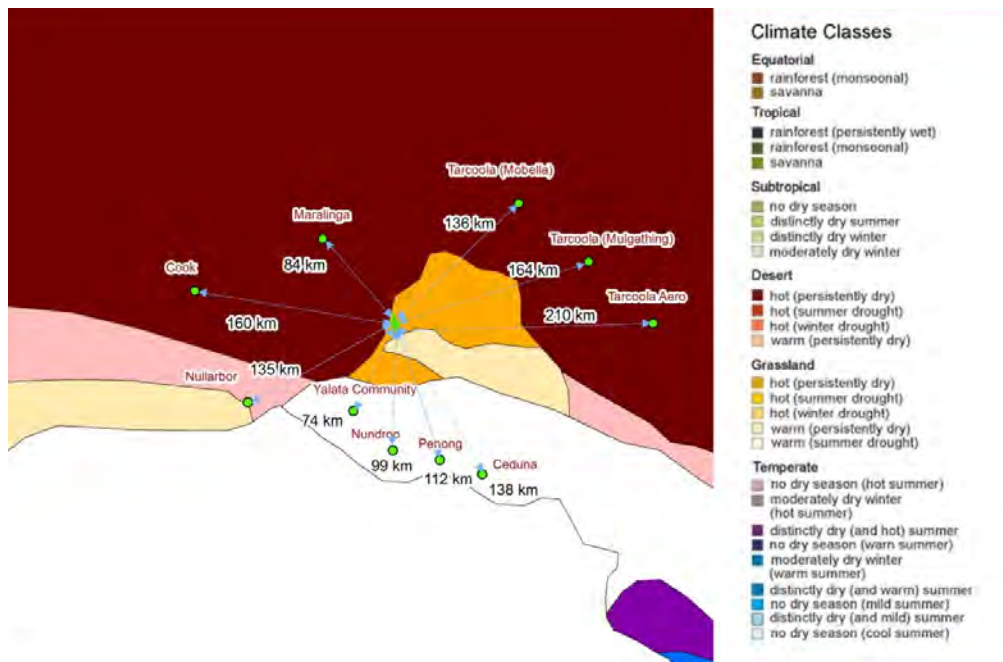 Tarcoola (Mobella)
136 km
Maralinga
84 km
Tarcoola (Mulgathing)
164 km
Cook
160 km
Tarcoola Aero
210 km
135 km
Nullarbor
Yalata Community
74 km
Nundroo
99 km
Penong
112 km
Ceduna
138 km
Climate Classes
Equatorial
rainforest (monsoonal)
savanna
Tropical
rainforest (persistently wet)
rainforest (monsoonal)
savanna
Subtropical
no dry season
distinctly dry summer
distinctly dry winter
moderately dry winter
Desert
hot (persistently dry)
hot (summer drought)
hot (winter drought)
warm (persistently dry)
Grassland
hot (persistently dry)
hot (summer drought)
hot (winter drought)
warm (persistently dry)
warm (summer drought)
Temperate
no dry season (hot summer)
moderately dry winter
(hot summer)
distinctly dry (and hot) summer
no dry season (warn summer)
moderately dry winter
(warm summer)
distinctly dry (and warm) summer
no dry season (mild summer)
distinctly dry (and mild) summer
no dry season (cool summer)